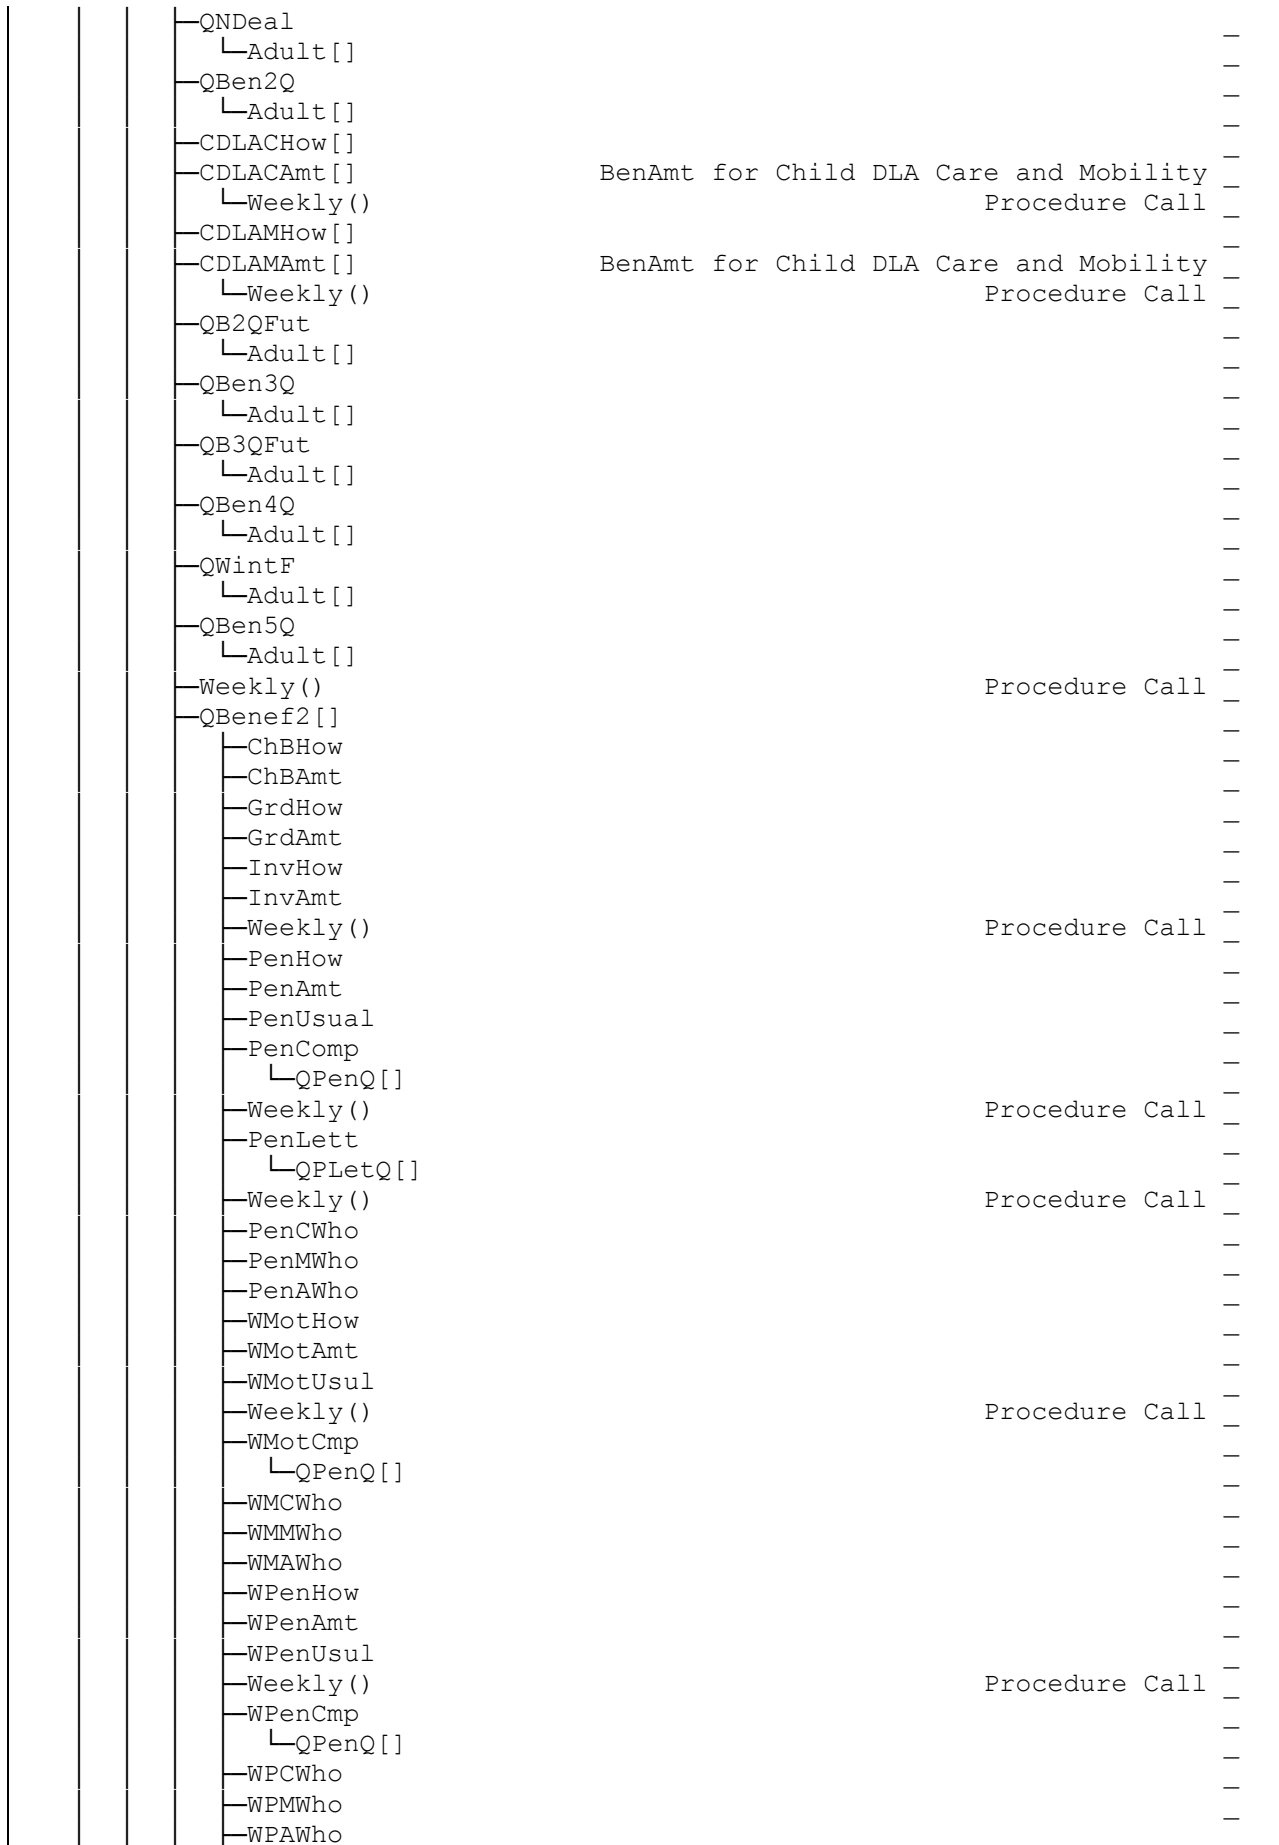 QNDeal _
Adult[] _
QBen2Q _
Adult[] _
CDLACHow[] _
CDLACAmt[] BenAmt for Child DLA Care and Mobility _
Weekly() Procedure Call _
CDLAMHow[] _
CDLAMAmt[] BenAmt for Child DLA Care and Mobility _
Weekly() Procedure Call _
QB2QFut _
Adult[] _
QBen3Q _
Adult[] _
QB3QFut _
Adult[] _
QBen4Q _
Adult[] _
QWintF _
Adult[] _
QBen5Q _
Adult[] _
Weekly() Procedure Call _
QBenef2[] _
ChBHow _
ChBAmt _
GrdHow _
GrdAmt _
InvHow _
InvAmt _
Weekly() Procedure Call _
PenHow _
PenAmt _
PenUsual _
PenComp _
QPenQ[] _
Weekly() Procedure Call _
PenLett _
QPLetQ[] _
Weekly() Procedure Call _
PenCWho _
PenMWho _
PenAWho _
WMotHow _
WMotAmt _
WMotUsul _
Weekly() Procedure Call _
WMotCmp _
QPenQ[] _
WMCWho _
WMMWho _
WMAWho _
WPenHow _
WPenAmt _
WPenUsul _
Weekly() Procedure Call _
WPenCmp _
QPenQ[] _
WPCWho _
WPMWho _
WPAWho